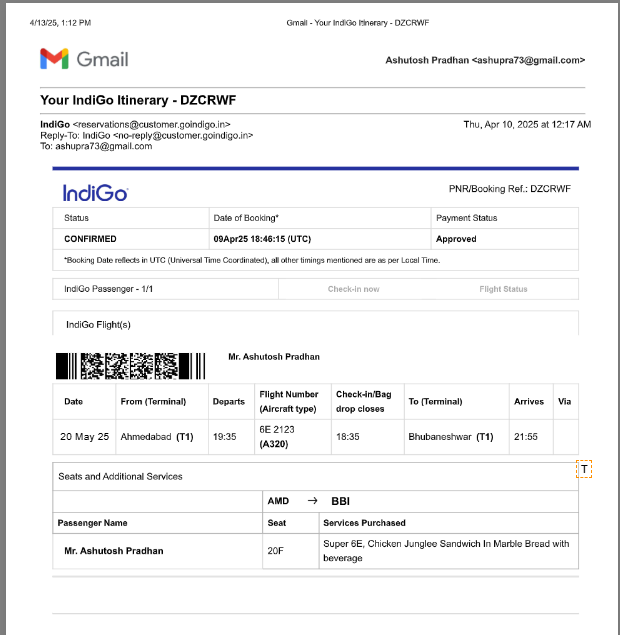 4/13/25, 1:12 PM Gmail - Your IndiGo Itinerary - DZCRWF
Gmail
Ashutosh Pradhan <ashupra73@gmail.com>
Your IndiGo Itinerary - DZCRWF
IndiGo <reservations@customer.goindigo.in> Thu, Apr 10, 2025 at 12:17 AM
Reply-To: IndiGo <no-reply@customer.goindigo.in>
To: ashupra73@gmail.com
IndiGo PNR/Booking Ref.: DZCRWF
Status Date of Booking* Payment Status
CONFIRMED 09Apr25 18:46:15 (UTC) Approved
*Booking Date reflects in UTC (Universal Time Coordinated), all other timings mentioned are as per Local Time.
IndiGo Passenger - 1/1 Check-in now Flight Status
IndiGo Flight(s)
Mr. Ashutosh Pradhan
Date From (Terminal) Departs Flight Number (Aircraft type) Check-in/Bag drop closes To (Terminal) Arrives Via
20 May 25 Ahmedabad (T1) 19:35 6E 2123 (A320) 18:35 Bhubaneshwar (T1) 21:55
Seats and Additional Services
T
AMD → BBI
Passenger Name Seat Services Purchased
Mr. Ashutosh Pradhan 20F Super 6E, Chicken Junglee Sandwich In Marble Bread with
beverage